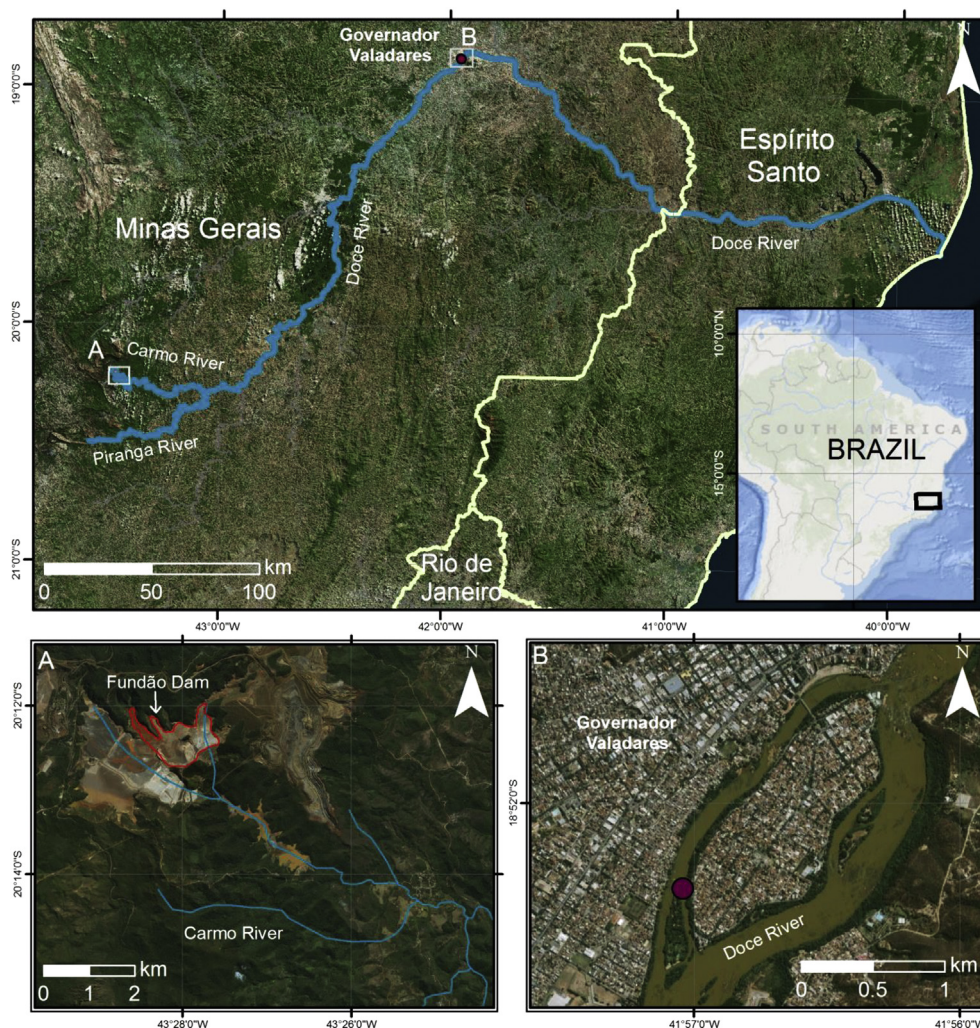 Governador
Valadares
B
N
19°0'0"S
Espírito
Santo
Minas Gerais
Doce River
Doce River
20°0'0"S
A
Carmo River
Piranga River
10°0'0"S
SOUTH AMERICA
BRAZIL
15°0'0"S
21°0'0"S
km
0 50 100
Rio de
Janeiro
43°0'0"W
42°0'0"W
41°0'0"W
40°0'0"W
A
N
Fundão Dam
20°12'0"S
20°14'0"S
Carmo River
km
0 1 2
43°28'0"W
43°26'0"W
B
N
Governador
Valadares
18°52'0"S
Doce River
km
0 0.5 1
41°57'0"W
41°58'0"W